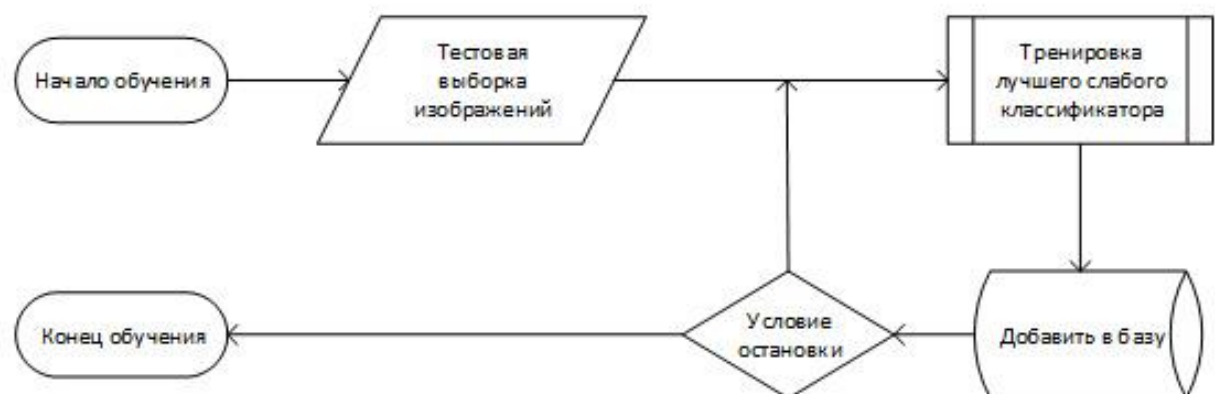 Начало обучения
Тестовая
выборка
изображений
Тренировка
лучшего слабого
классификатора
Добавить в базу
Условие
остановки
Конец обучения